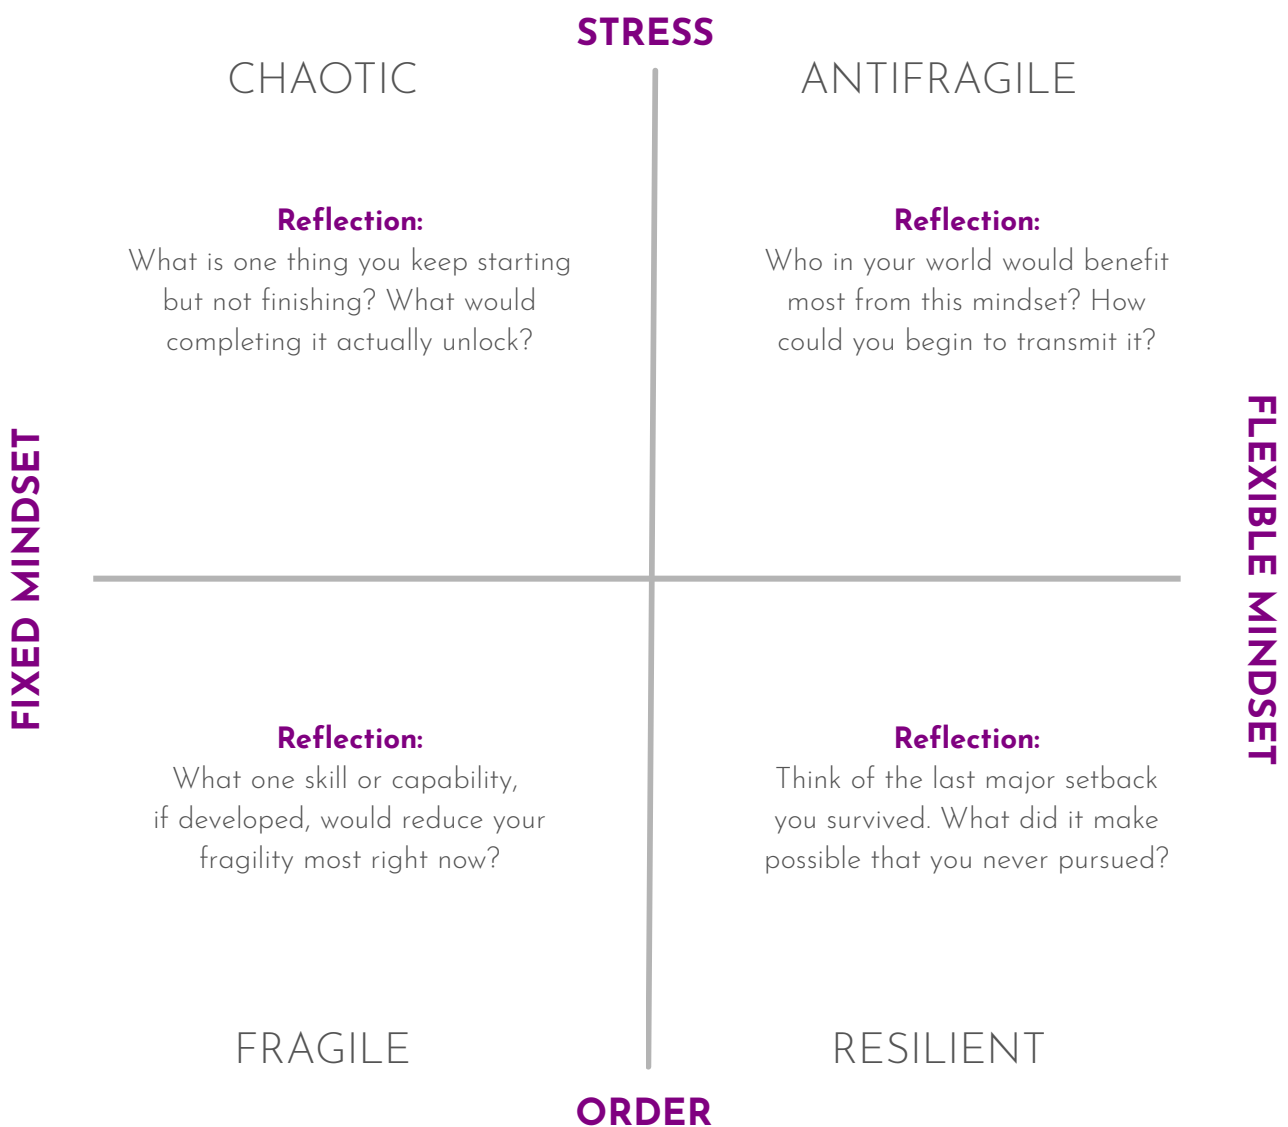 STRESS
CHAOTIC
ANTIFRAGILE
Reflection:
What is one thing you keep starting
but not finishing? What would
completing it actually unlock?
Reflection:
Who in your world would benefit
most from this mindset? How
could you begin to transmit it?
FIXED MINDSET
FLEXIBLE MINDSET
Reflection:
What one skill or capability,
if developed, would reduce your
fragility most right now?
Reflection:
Think of the last major setback
you survived. What did it make
possible that you never pursued?
FRAGILE
RESILIENT
ORDER